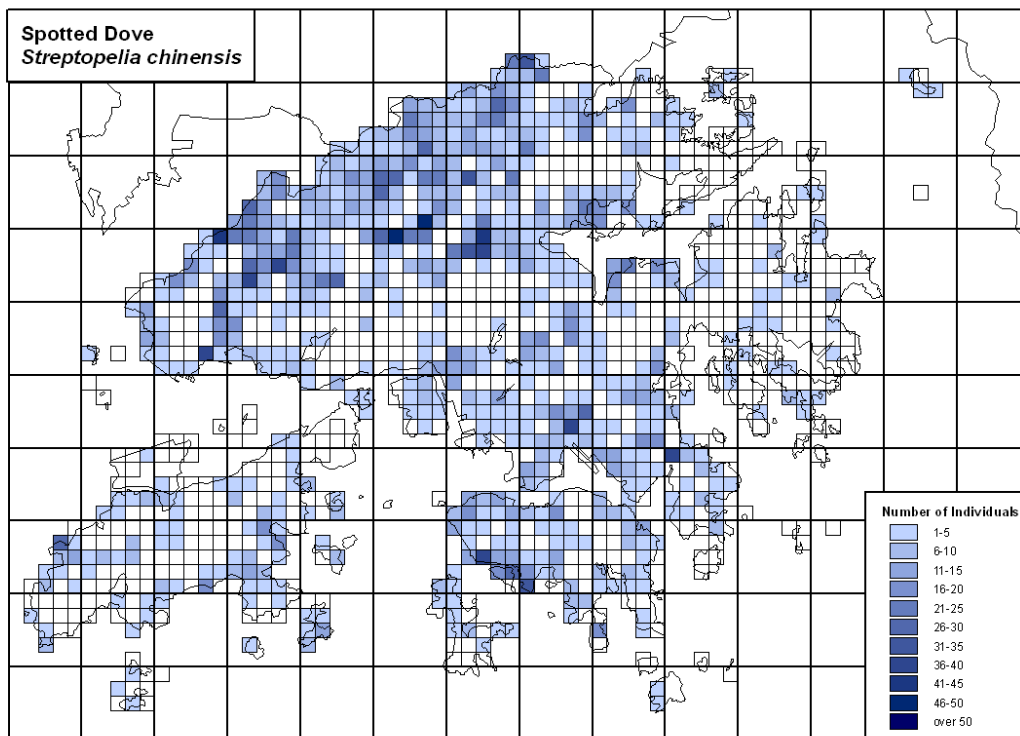 Spotted Dove
Streptopelia chinensis
Number of Individuals
1-5
6-10
11-15
16-20
21-25
26-30
31-35
36-40
41-45
46-50
over 50